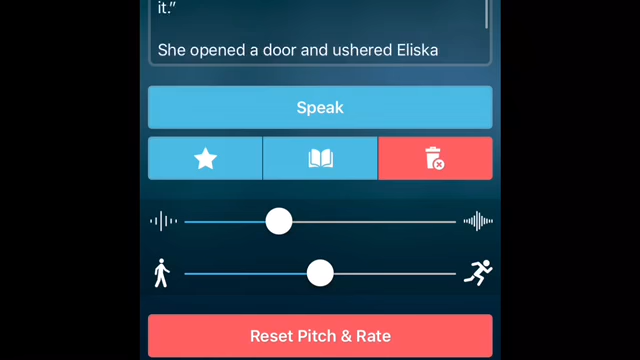 it.”
She opened a door and ushered Eliska
Speak
Reset Pitch & Rate